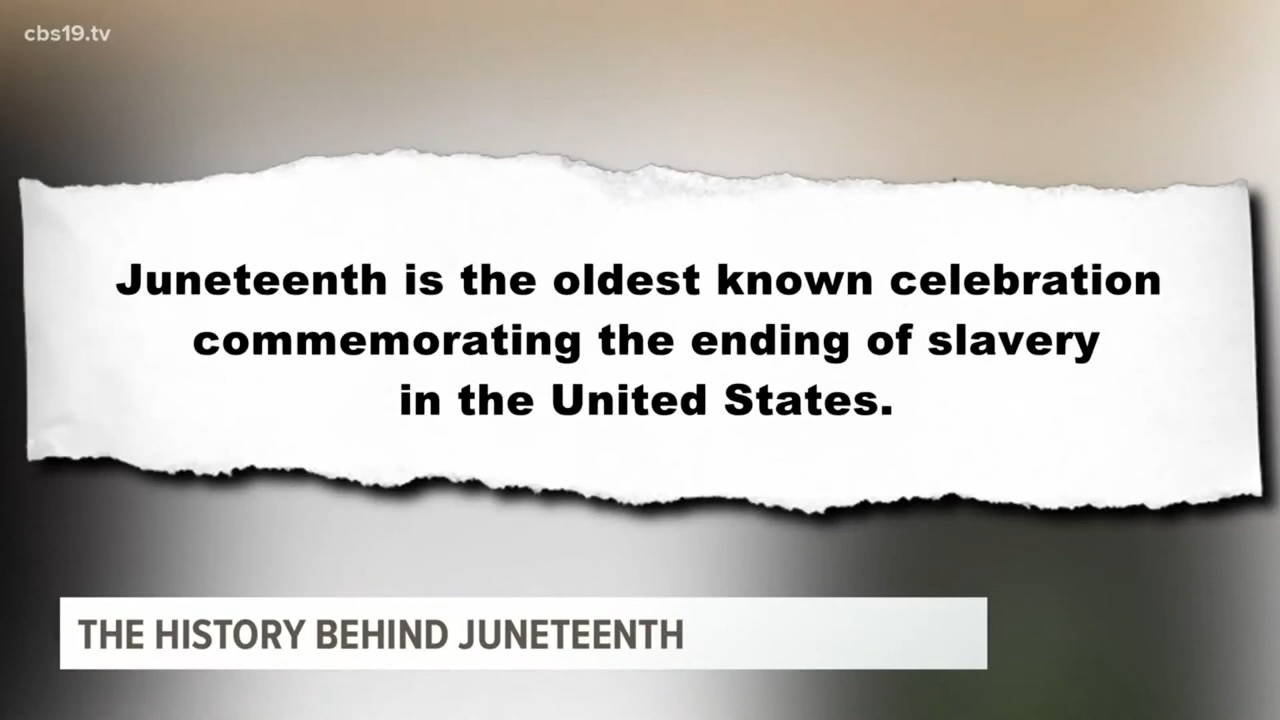 cbs19.tv
Juneteenth is the oldest known celebration
commemorating the ending of slavery
in the United States.
THE HISTORY BEHIND JUNETEENTH